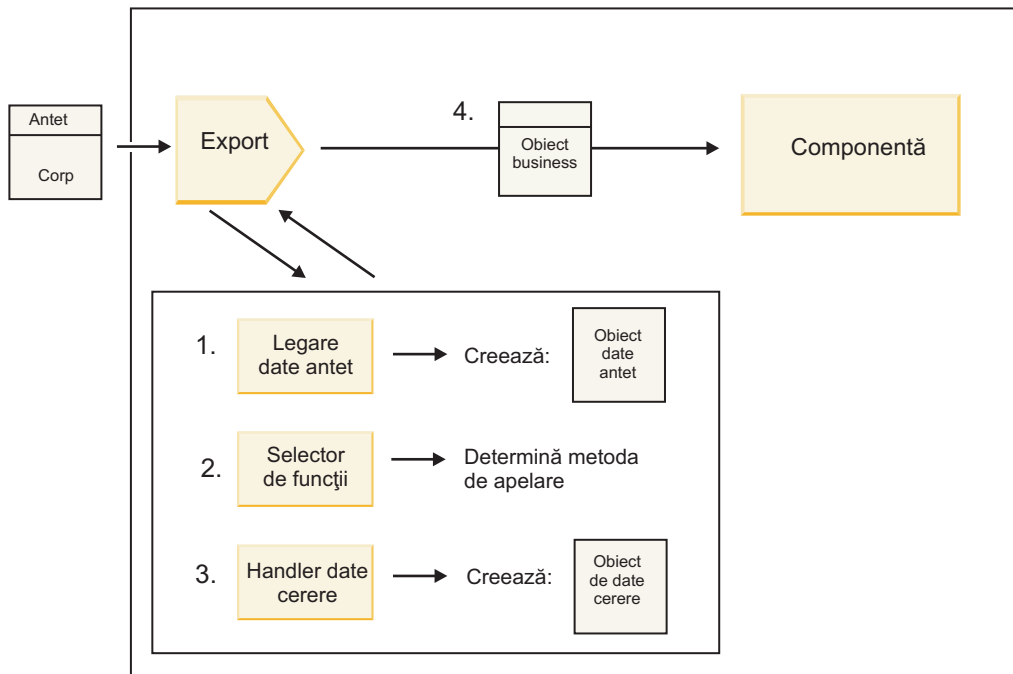 Antet
Corp
Export
4.
Obiect
business
Componentă
1.
Legare
date antet
Creează:
Obiect
date
antet
2.
Selector
de funcţii
Determină metoda
de apelare
3.
Handler date
cerere
Creează:
Obiect
de date
cerere